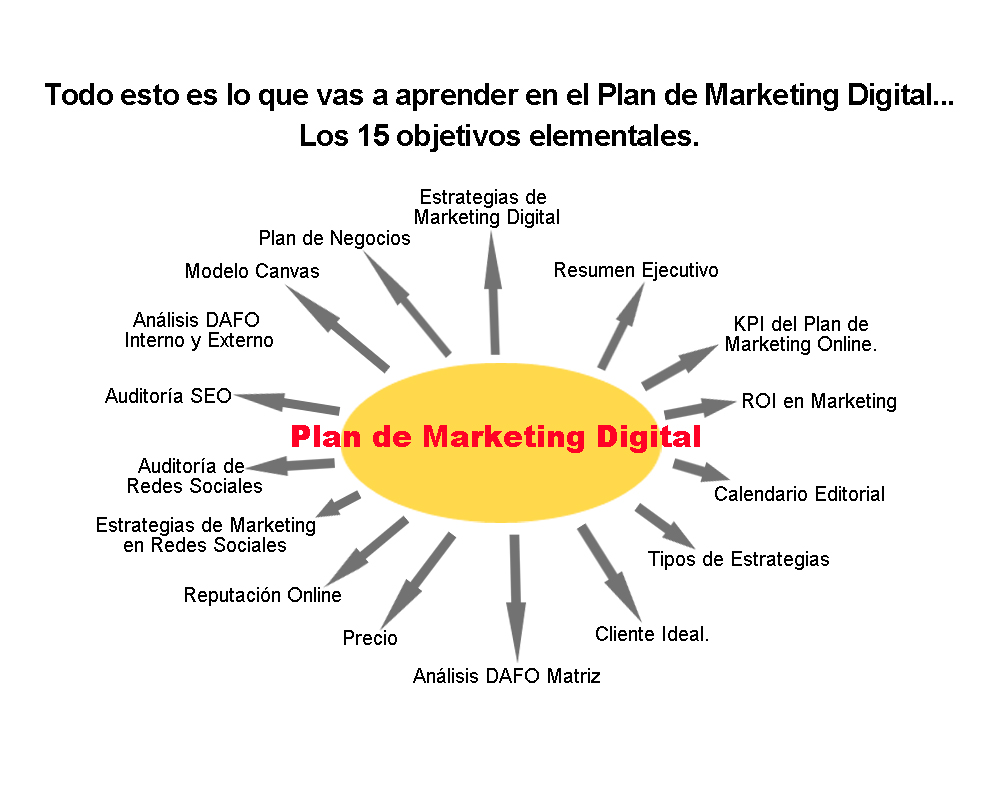 Todo esto es lo que vas a aprender en el Plan de Marketing Digital...
Los 15 objetivos elementales.
Estrategias de
Marketing Digital
Plan de Negocios
Modelo Canvas
Resumen Ejecutivo
Análisis DAFO
Interno y Externo
KPI del Plan de
Marketing Online.
Auditoría SEO
ROI en Marketing
Plan de Marketing Digital
Auditoría de
Redes Sociales
Calendario Editorial
Estrategias de Marketing
en Redes Sociales
Tipos de Estrategias
Reputación Online
Precio
Cliente Ideal.
Análisis DAFO Matriz